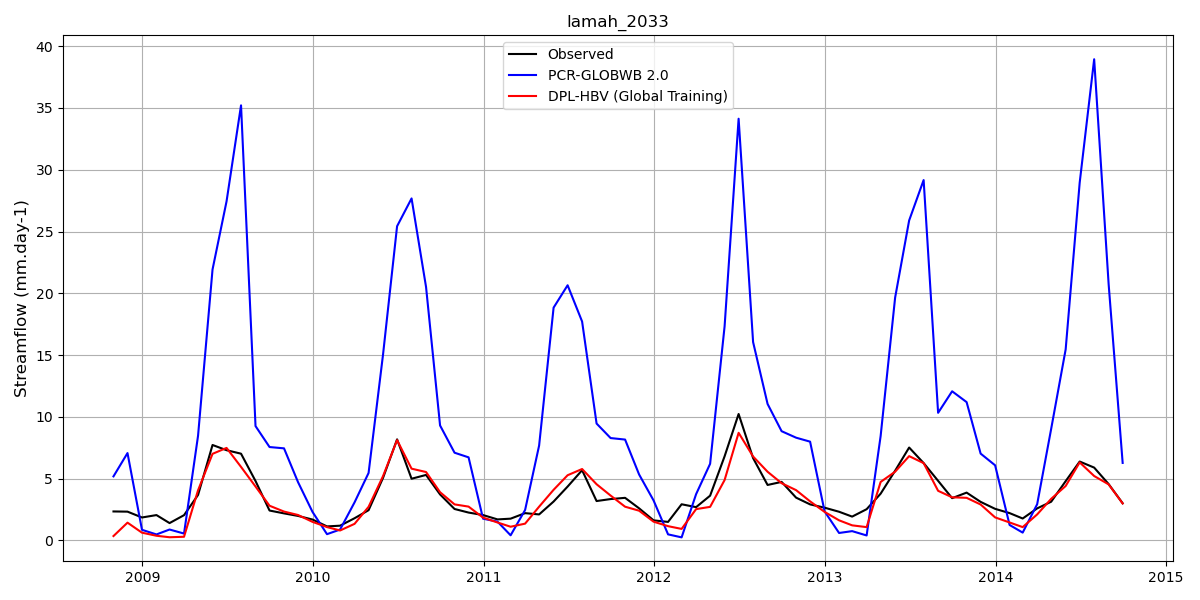 lamah_2033
Observed
PCR-GLOBWB 2.0
DPL-HBV (Global Training)
Streamflow (mm.day-1)
40
35
30
25
20
15
10
5
0
2009 2010 2011 2012 2013 2014 2015